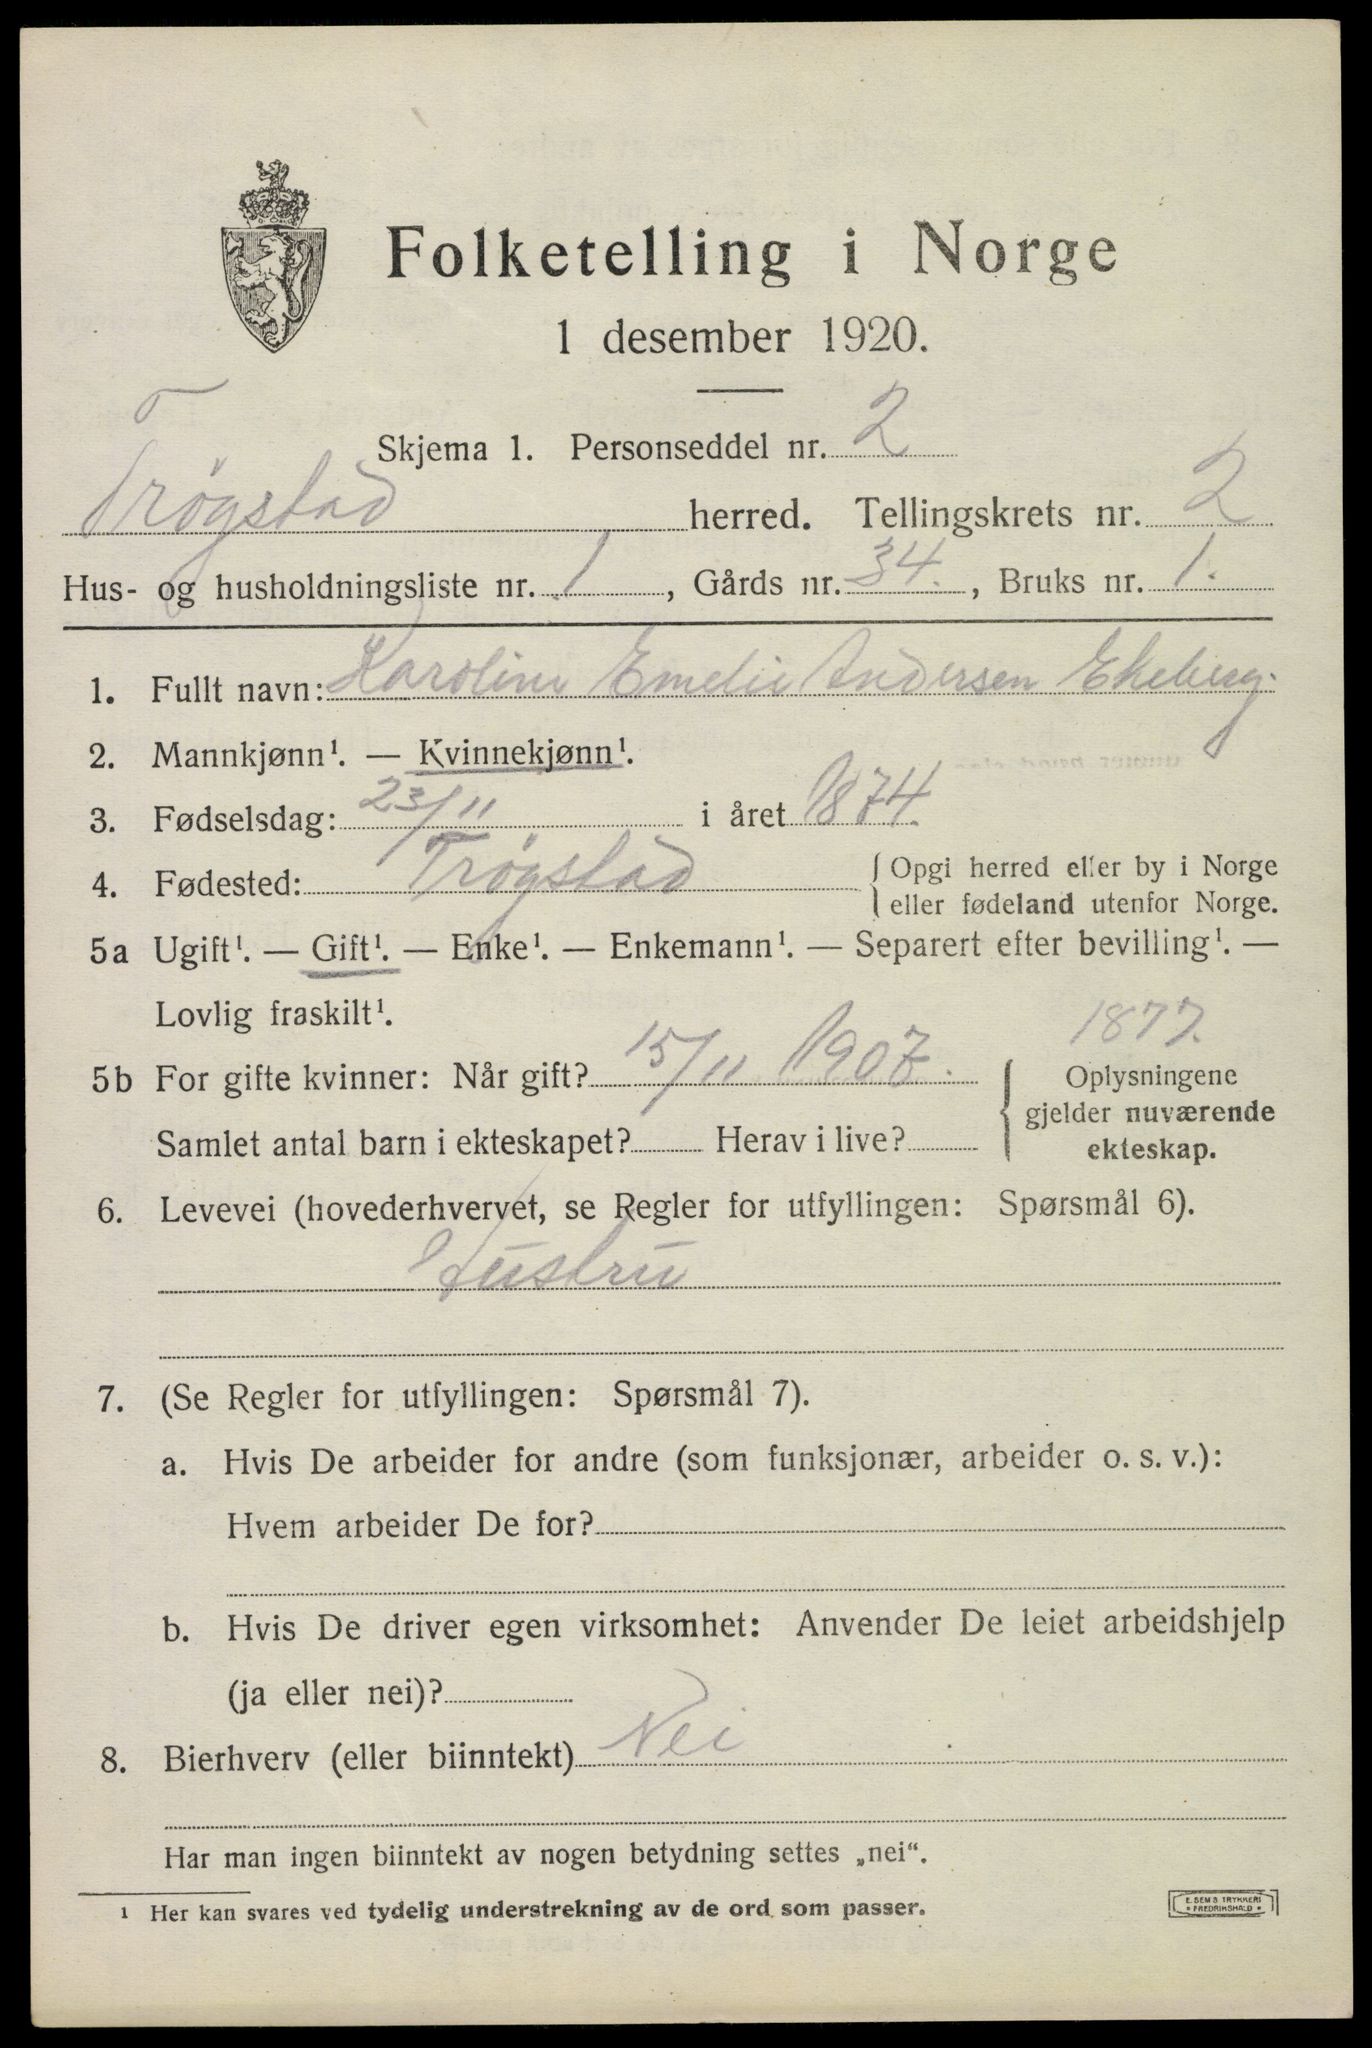 Folketelling i Norge
1 desember 1920.
Skjema 1. Personseddel nr. 2
Trøgstad herred. Tellingskrets nr. 2
Hus- og husholdningsliste nr. 1, Gårds nr. 34., Bruks nr. 1.
1. Fullt navn: Karoline Emelie Andersen Ekeberg.
2. Mannkjønn¹. — Kvinnekjønn¹.
3. Fødselsdag: 23/11 i året 1874.
4. Fødested: Trøgstad { Opgi herred eller by i Norge
eller fødeland utenfor Norge.
5a Ugift¹. — Gift¹. — Enke¹. — Enkemann¹. — Separert efter bevilling¹. —
Lovlig fraskilt¹.
1877.
5b For gifte kvinner: Når gift? 15/11 1907. { Oplysningene
gjelder nuværende
ekteskap.
Samlet antal barn i ekteskapet? Herav i live?
6. Levevei (hovederhvervet, se Regler for utfyllingen: Spørsmål 6).
Hustru
7. (Se Regler for utfyllingen: Spørsmål 7).
a. Hvis De arbeider for andre (som funksjonær, arbeider o. s. v.):
Hvem arbeider De for?
b. Hvis De driver egen virksomhet: Anvender De leiet arbeidshjelp
(ja eller nei)?
8. Bierhverv (eller biinntekt) Nei
Har man ingen biinntekt av nogen betydning settes „nei“.
¹ Her kan svares ved tydelig understrekning av de ord som passer.
E. SEM'S TRYKKERI
* FREDRIKSHALD *